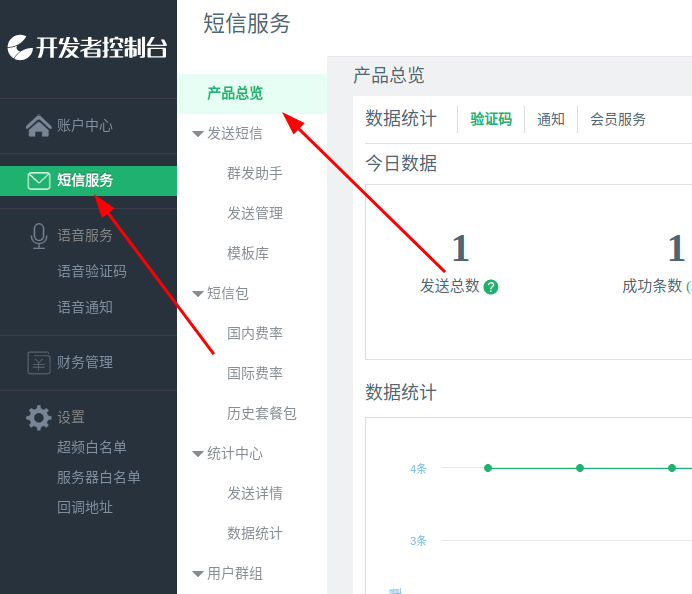 开发者控制台
账户中心
短信服务
语音服务
语音验证码
语音通知
财务管理
设置
超频白名单
服务器白名单
回调地址
短信服务
产品总览
发送短信
群发助手
发送管理
模板库
短信包
国内费率
国际费率
历史套餐包
统计中心
发送详情
数据统计
用户群组
产品总览
数据统计 验证码 通知 会员服务
今日数据
1 1
发送总数 ? 成功条数
数据统计
4条
3条